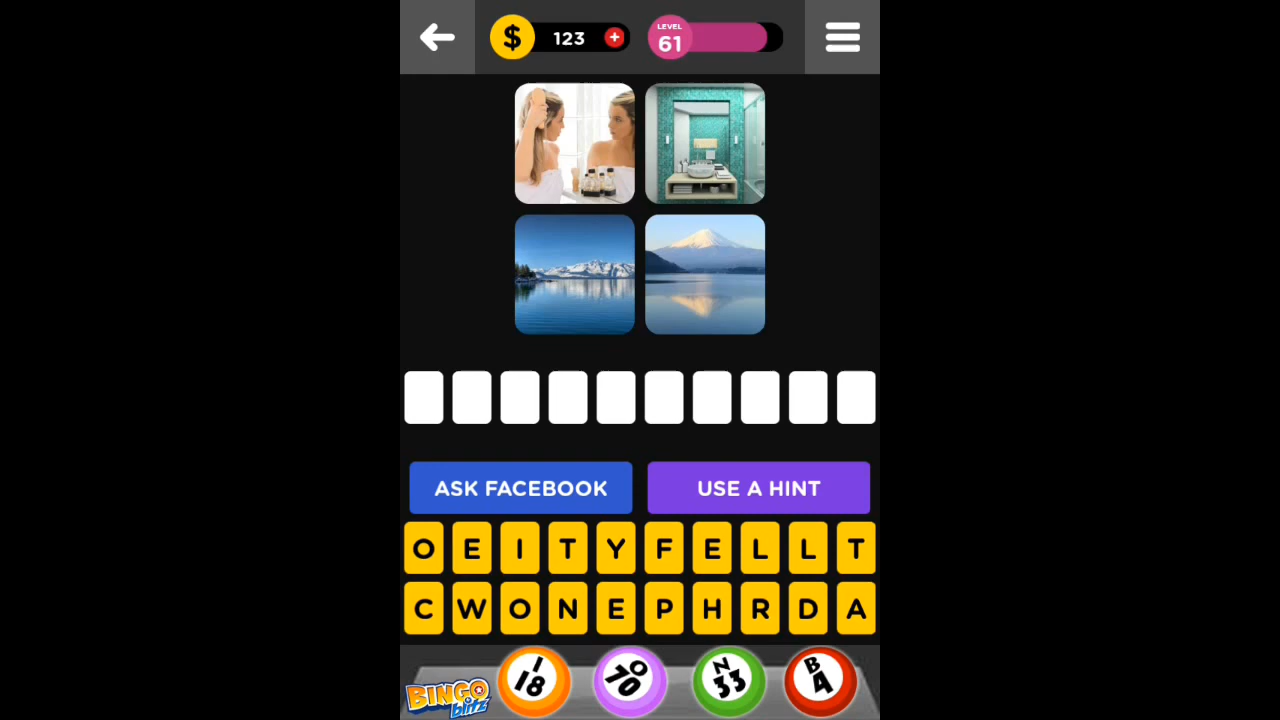 $ 123 + LEVEL 61
ASK FACEBOOK USE A HINT
O E I T Y F E L L T
C W O N E P H R D A
I 18 O 70 N 33 B 4
BINGO blitz